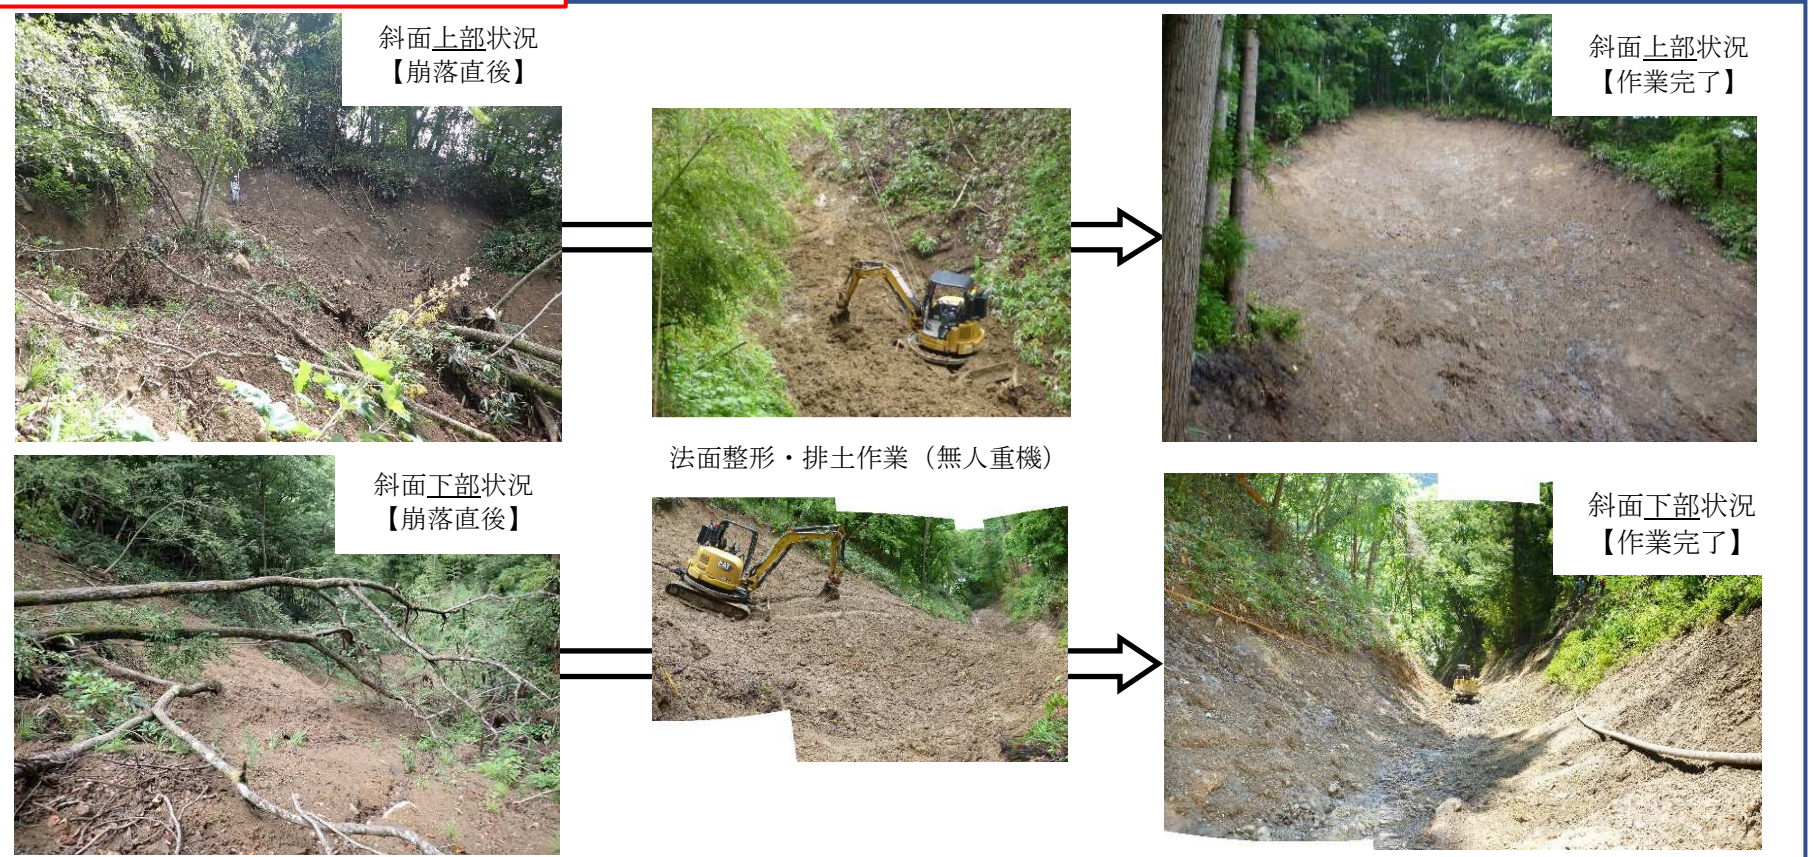 斜面上部状況
【崩落直後】
斜面上部状況
【作業完了】
法面整形・排土作業（無人重機）
斜面下部状況
【崩落直後】
斜面下部状況
【作業完了】
CAT